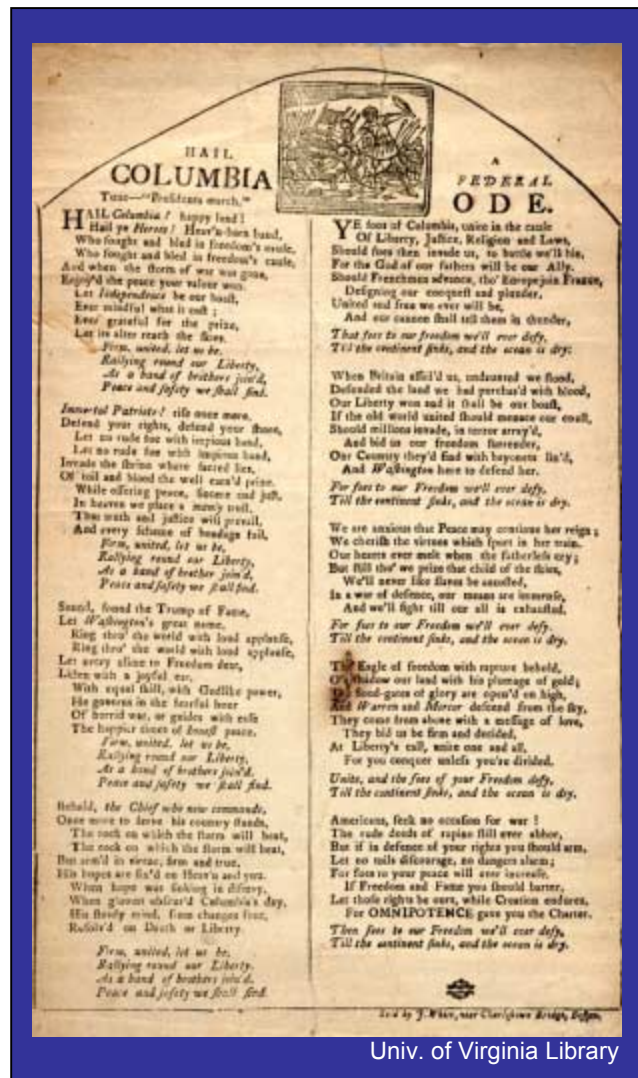 HAIL
COLUMBIA
Tune—"Presidents march."
HAIL Columbia! happy land!
Hail ye Heroes! Heav'n-born band,
Who fought and bled in freedom's cause,
Who fought and bled in freedom's cause,
And when the storm of war was gone,
Enjoy'd the peace your valour won.
Let Independence be our boast,
Ever mindful what it cost;
Ever grateful for the prize,
Let its alter reach the skies.
Firm, united, let us be,
Rallying round our Liberty,
As a band of brothers join'd,
Peace and safety we shall find.
Immortal Patriots! rise once more,
Defend your rights, defend your shore,
Let no rude foe with impious hand,
Let no rude foe with impious hand,
Invade the shrine where sacred lies,
Of toil and blood the well earn'd prize.
While offering peace, sincere and just,
In heaven we place a manly trust,
That truth and justice will prevail,
And every scheme of bondage fail,
Firm, united, let us be,
Rallying round our Liberty,
As a band of brother join'd,
Peace and safety we shall find.
Sound, sound the Trump of Fame,
Let Washington's great name,
Ring thro' the world with loud applause,
Ring thro' the world with loud applause,
Let every clime to Freedom dear,
Listen with a joyful ear.
With equal skill, with Godlike power,
He governs in the fearful hour
Of horrid war, or guides with ease
The happier times of honest peace.
Firm, united, let us be,
Rallying round our Liberty,
As a band of brothers join'd,
Peace and safety we shall find.
Behold, the Chief who now commands,
Once more to serve his country stands,
The rock on which the storm will beat,
The rock on which the storm will beat,
But arm'd in virtue, firm and true,
His hopes are fix'd on Heav'n and you.
When hope was sinking in dismay,
When glooms obscur'd Columbia's day,
His steady mind, from changes free,
Resolv'd on Death or Liberty
Firm, united, let us be,
Rallying round our Liberty.
As a band of brothers join'd,
Peace and safety we shall find.
A
FEDERAL
ODE.
YE sons of Columbia, unite in the cause
Of Liberty, Justice, Religion and Laws,
Should foes then invade us, to battle we'll hie,
For the God of our fathers will be our Ally.
Should Frenchmen advance, tho' Europe join France,
Designing our conquest and plunder,
United and free we ever will be,
And our cannon shall tell them in thunder,
That foes to our freedom we'll ever defy,
Till the continent sinks, and the ocean is dry.
When Britain assail'd us, undaunted we stood,
Defended the land we had purchas'd with blood,
Our Liberty won and it shall be our boast,
If the old world united should menace our coast,
Should millions invade, in terror array'd,
And bid us our freedom surrender,
Our Country they'd find with bayonets lin'd,
And Washington here to defend her.
For foes to our Freedom we'll ever defy,
Till the continent sinks, and the ocean is dry.
We are anxious that Peace may continue her reign;
We cherish the virtues which sport in her train.
Our hearts ever melt when the fatherless cry;
But still tho' we prize that child of the skies,
We'll never like slaves be accosted,
In a war of defence, our means are immense,
And we'll fight till our all is exhausted.
For foes to our Freedom we'll ever defy,
Till the continent sinks, and the ocean is dry.
Eagle of freedom with rapture behold,
our land with his plumage of gold;
flood-gates of glory are open'd on high,
And Warren and Mercer descend from the sky,
They come from above with a message of love,
They bid us be firm and decided,
At Liberty's call, unite one and all,
For you conquer unless you're divided.
Unite, and the foes of your Freedom defy,
Till the continent sinks, and the ocean is dry.
Americans, seek no occasion for war!
The rude deeds of rapine still ever abhor,
But if in defence of your rights you should arm,
Let no toils discourage, no dangers alarm;
For foes to your peace will ever increase,
If Freedom and Fame you should barter,
Let those rights be ours, while Creation endures,
For OMNIPOTENCE gave you the Charter.
Then foes to our Freedom we'll ever defy,
Till the continent sinks, and the ocean is dry.
Sold by J. White, near Charlestown Bridge, Boston.
Univ. of Virginia Library